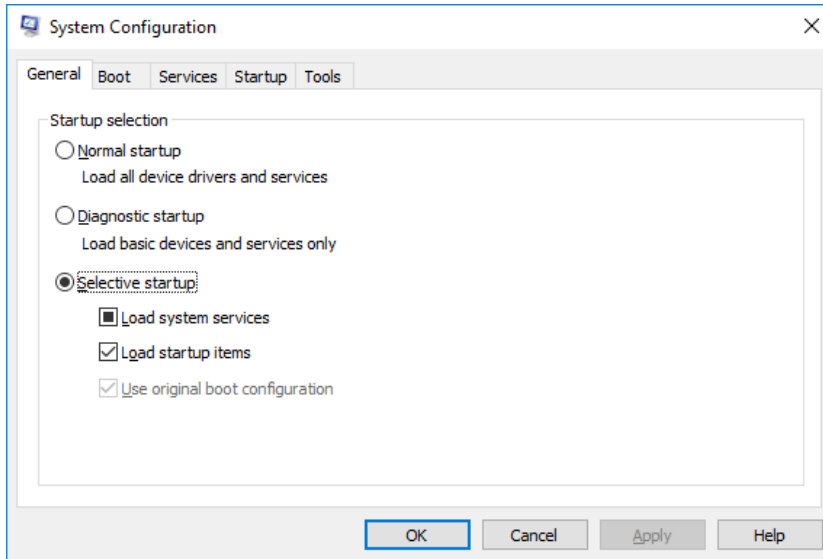 System Configuration
General Boot Services Startup Tools
Startup selection
Normal startup
Load all device drivers and services
Diagnostic startup
Load basic devices and services only
Selective startup
Load system services
Load startup items
Use original boot configuration
OK Cancel Apply Help